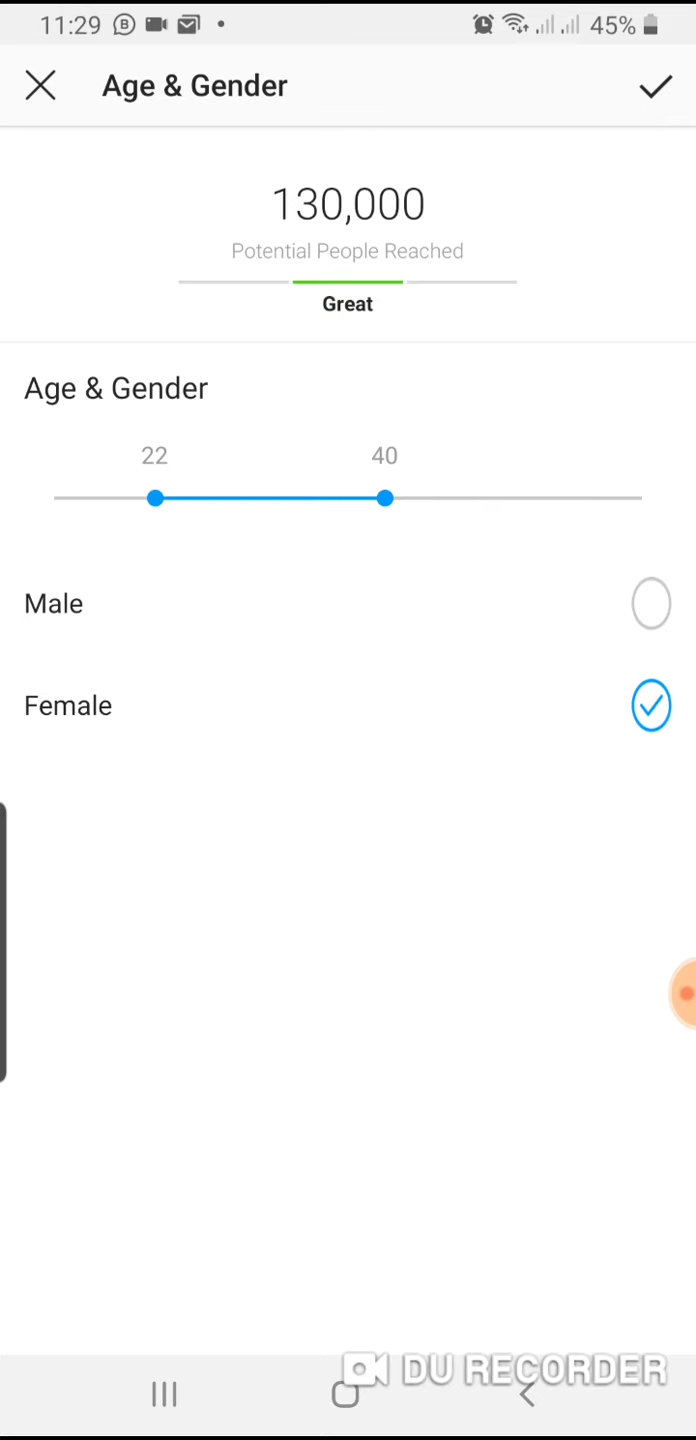 11:29 B 45%
Age & Gender
130,000
Potential People Reached
Great
Age & Gender
22 40
Male
Female
DU RECORDER